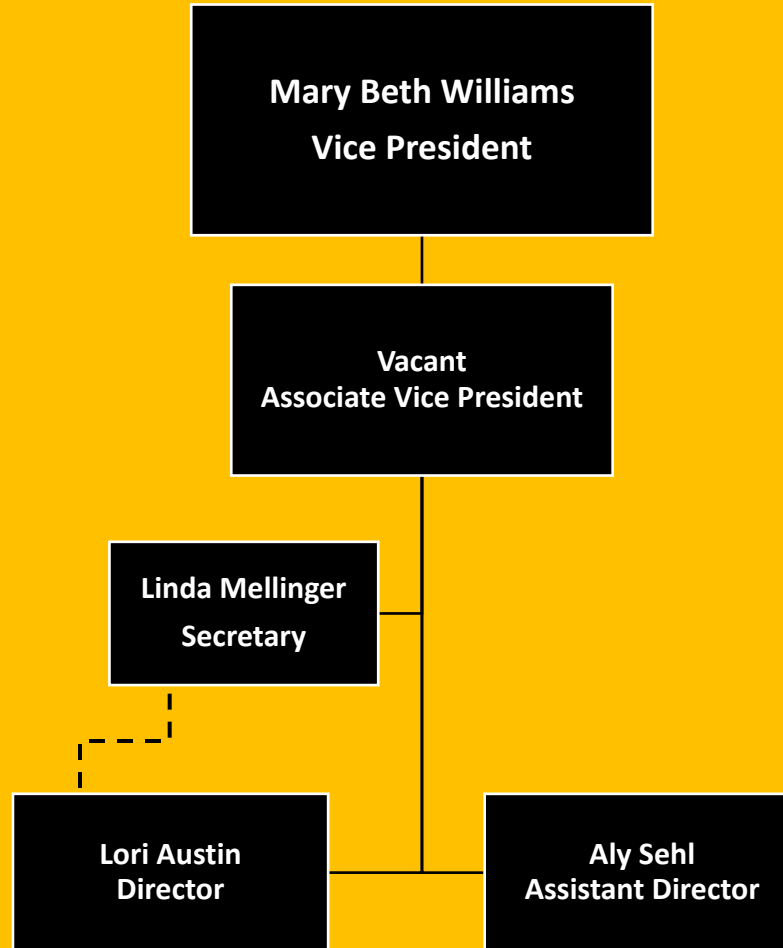 Mary Beth Williams
Vice President
Vacant
Associate Vice President
Linda Mellinger
Secretary
Lori Austin
Director
Aly Sehl
Assistant Director